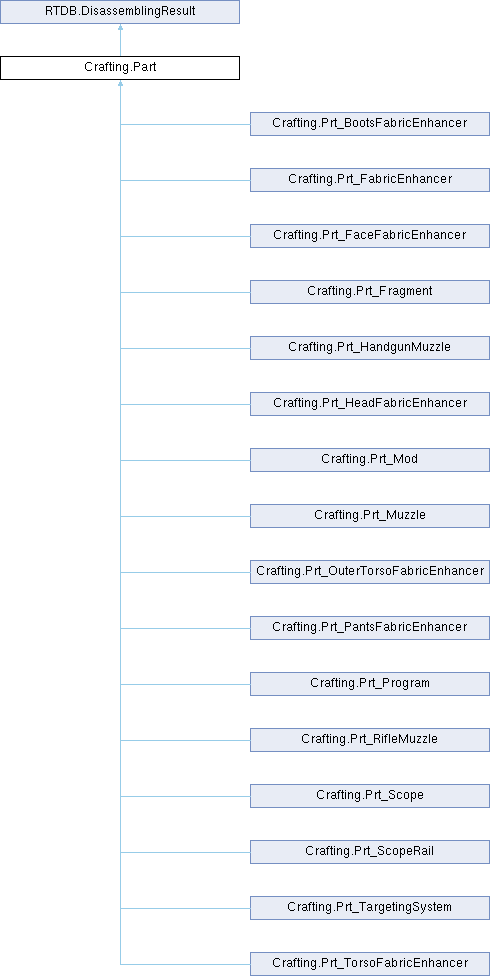 RTDB.DisassemblingResult
Crafting.Part
Crafting.Prt_BootsFabricEnhancer
Crafting.Prt_FabricEnhancer
Crafting.Prt_FaceFabricEnhancer
Crafting.Prt_Fragment
Crafting.Prt_HandgunMuzzle
Crafting.Prt_HeadFabricEnhancer
Crafting.Prt_Mod
Crafting.Prt_Muzzle
Crafting.Prt_OuterTorsoFabricEnhancer
Crafting.Prt_PantsFabricEnhancer
Crafting.Prt_Program
Crafting.Prt_RifleMuzzle
Crafting.Prt_Scope
Crafting.Prt_ScopeRail
Crafting.Prt_TargetingSystem
Crafting.Prt_TorsoFabricEnhancer